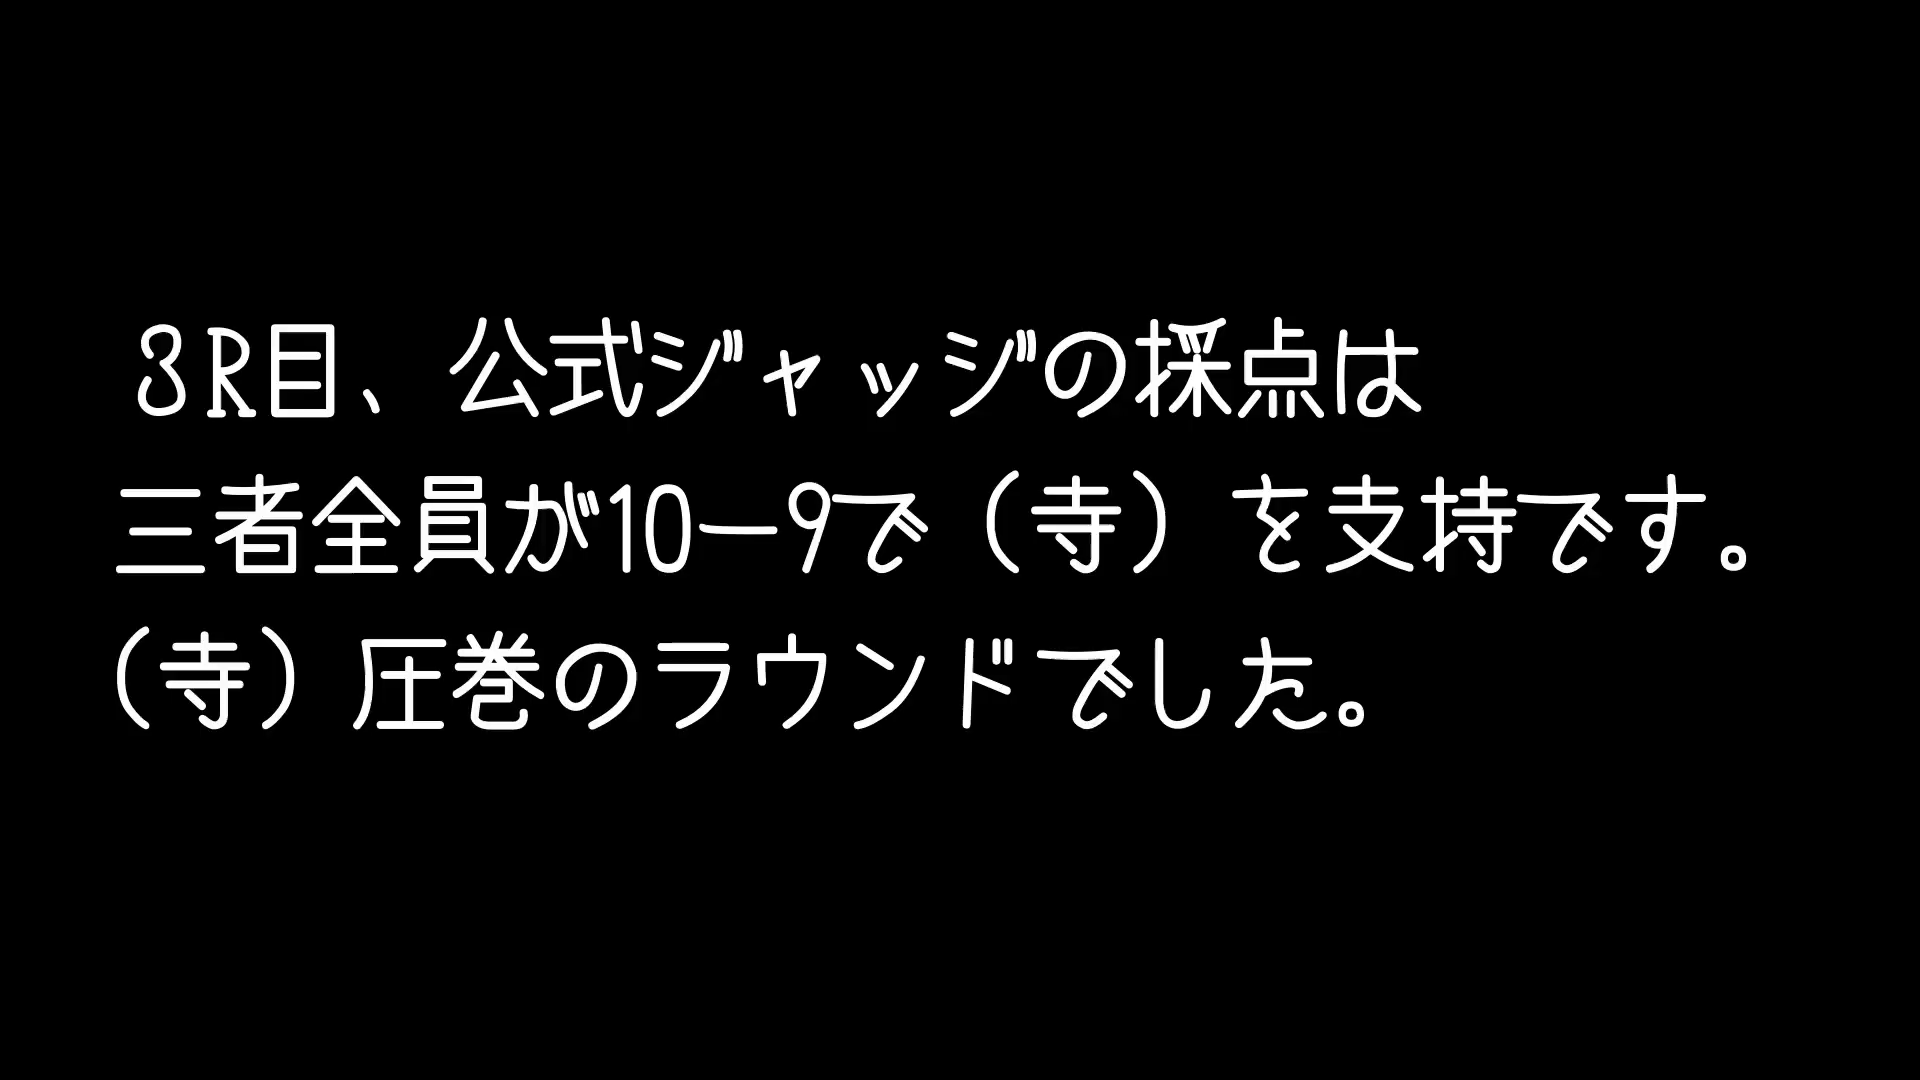 ３R目、公式ジャッジの採点は
三者全員が10ー9で（寺）を支持です。
（寺）圧巻のラウンドでした。